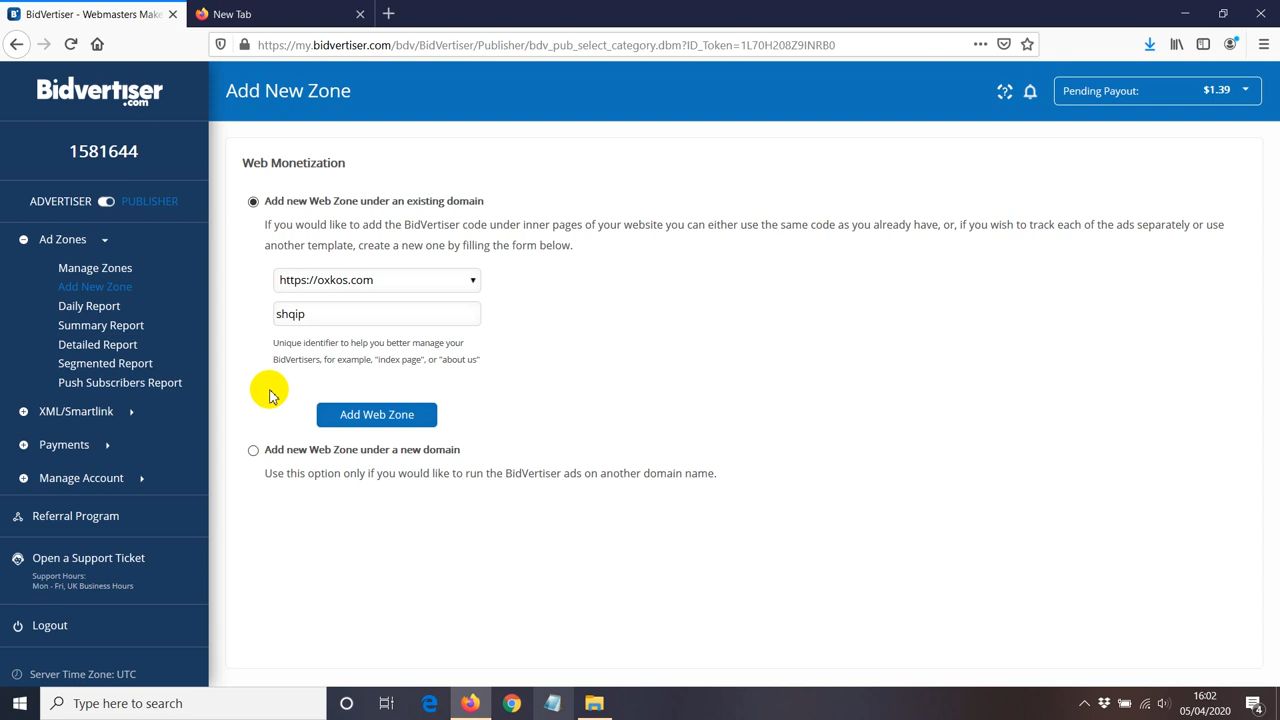 BidVertiser - Webmasters Make
New Tab
https://my.bidvertiser.com/bdv/BidVertiser/Publisher/bdv_pub_select_category.dbm?ID_Token=1L70H208Z9INRB0
Bidvertiser
.com
Add New Zone
Pending Payout: $1.39
1581644
ADVERTISER PUBLISHER
Ad Zones
Manage Zones
Add New Zone
Daily Report
Summary Report
Detailed Report
Segmented Report
Push Subscribers Report
XML/Smartlink
Payments
Manage Account
Referral Program
Open a Support Ticket
Support Hours:
Mon - Fri, UK Business Hours
Logout
Server Time Zone: UTC
Web Monetization
Add new Web Zone under an existing domain
If you would like to add the BidVertiser code under inner pages of your website you can either use the same code as you already have, or, if you wish to track each of the ads separately or use
another template, create a new one by filling the form below.
https://oxkos.com
shqip
Unique identifier to help you better manage your
BidVertisers, for example, "index page", or "about us"
Add Web Zone
Add new Web Zone under a new domain
Use this option only if you would like to run the BidVertiser ads on another domain name.
Type here to search
16:02
05/04/2020
4